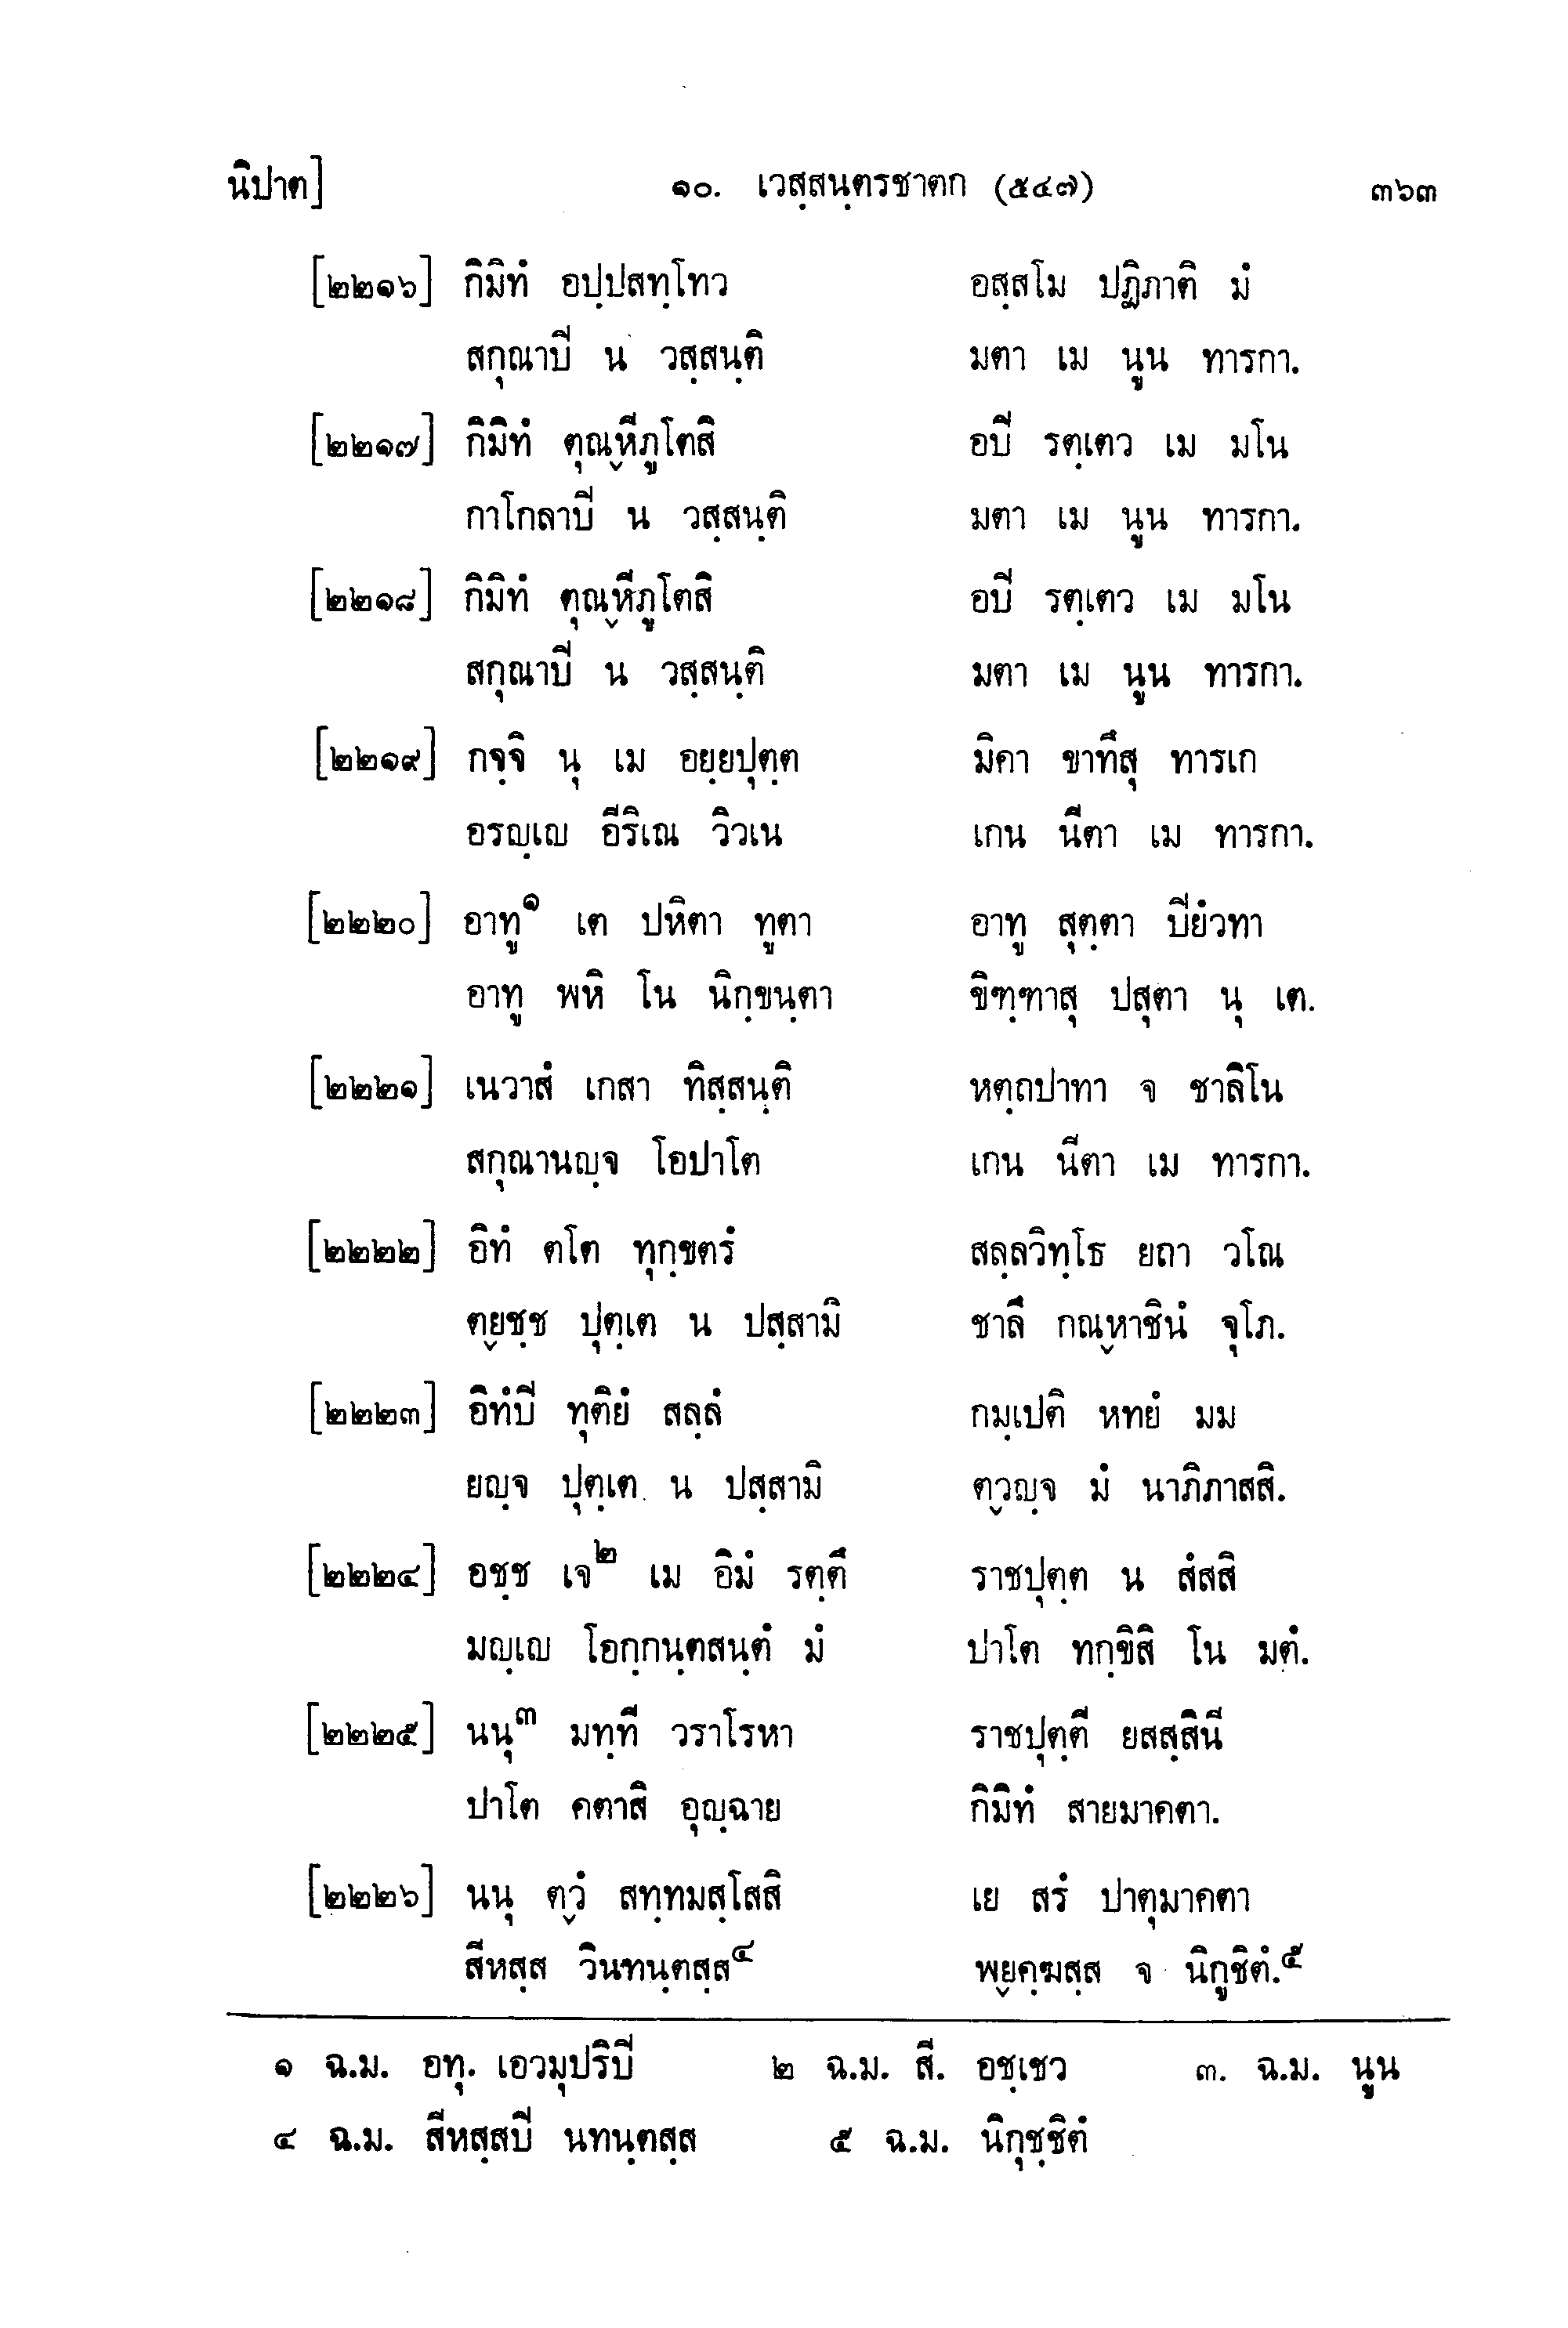 นิปาต] ๑๐. เวสฺสนฺตรชาตก (๕๔๗) ๓๖๓
[๒๒๑๖] กิมิทํ อปฺปสทฺโทว อสฺสโม ปฏิภาติ มํ
สกุณาปิ น วสฺสนฺติ มตา เม นูน ทารกา.
[๒๒๑๗] กิมิทํ ตุณฺหีภูโตสิ อปิ รตฺเตว เม มโน
กาโกลาปิ น วสฺสนฺติ มตา เม นูน ทารกา.
[๒๒๑๘] กิมิทํ ตุณฺหีภูโตสิ อปิ รตฺเตว เม มโน
สกุณาปิ น วสฺสนฺติ มตา เม นูน ทารกา.
[๒๒๑๙] กจฺจิ นุ เม อยฺยปุตฺต มิคา ขาทึสุ ทารเก
อรญฺเญ อีริเณ วิวเน เกน นีตา เม ทารกา.
[๒๒๒๐] อาทู๑ เต ปหิตา ทูตา อาทู สุตฺตา ปิยํวทา
อาทู พหิ โน นิกฺขนฺตา ขิฑฺฑาสุ ปสุตา นุ เต.
[๒๒๒๑] เนวาสํ เกสา ทิสฺสนฺติ หตฺถปาทา จ ชาลิโน
สกุณานญฺจ โอปาโต เกน นีตา เม ทารกา.
[๒๒๒๒] อิทํ ตโต ทุกฺขตรํ สลฺลวิทฺโธ ยถา วโณ
ตฺยชฺช ปุตฺเต น ปสฺสามิ ชาลึ กณฺหาชินํ จุโภ.
[๒๒๒๓] อิทํปิ ทุติยํ สลฺลํ กมฺเปติ หทยํ มม
ยญฺจ ปุตฺเต น ปสฺสามิ ตฺวญฺจ มํ นาภิภาสสิ.
[๒๒๒๔] อชฺช เจ๒ เม อิมํ รตฺตึ ราชปุตฺต น สํสสิ
มญฺเญ โอกฺกนฺตสนฺตํ มํ ปาโต ทกฺขิสิ โน มตํ.
[๒๒๒๕] นนุ๓ มทฺที วราโรหา ราชปุตฺตี ยสสฺสินี
ปาโต คตาสิ อุญฺฉาย กิมิทํ สายมาคตา.
[๒๒๒๖] นนุ ตฺวํ สทฺทมสฺโสสิ เย สรํ ปาตุมาคตา
สีหสฺส วินทนฺตสฺส๔ พฺยคฺฆสฺส จ นิกูชิตํ.๕
๑ ฉ.ม. อทุ. เอวมุปริปิ ๒ ฉ.ม. สี. อชฺเชว ๓. ฉ.ม. นูน
๔ ฉ.ม. สีหสฺสปิ นทนฺตสฺส ๕ ฉ.ม. นิกุชฺชิตํ